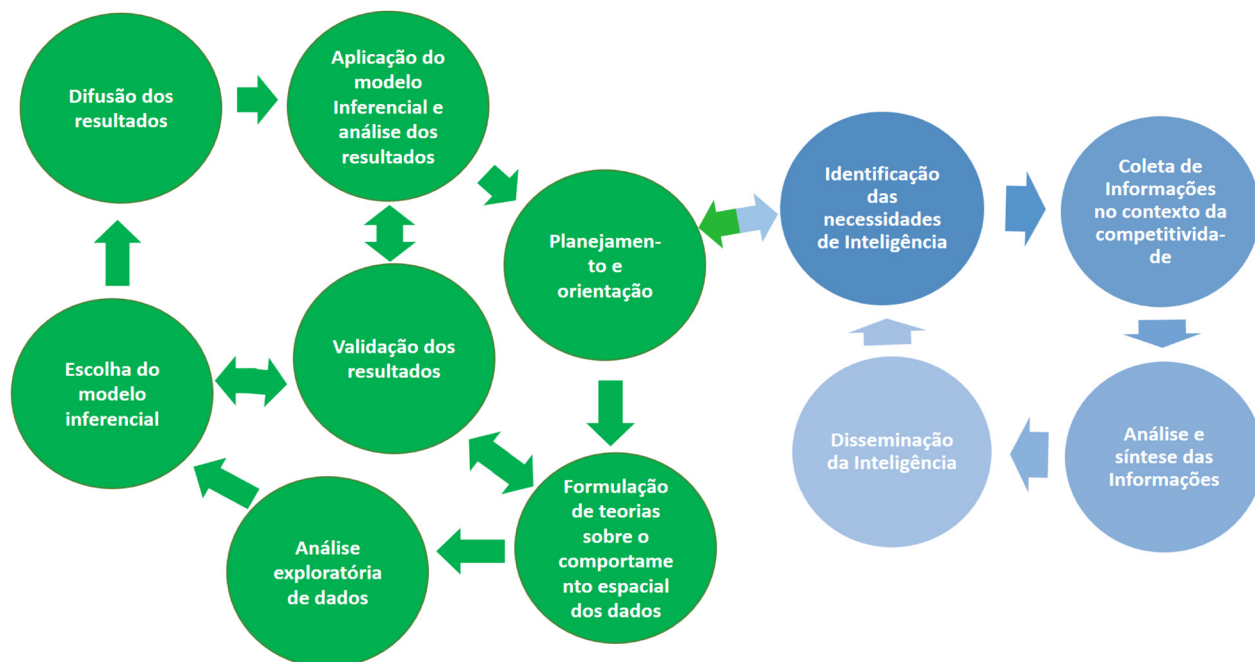 Difusão dos
resultados
Aplicação do
modelo
Inferencial e
análise dos
resultados
Planejamen-
to e
orientação
Identificação
das
necessidades
de Inteligência
Coleta de
Informações
no contexto da
competitivida-
de
Escolha do
modelo
inferencial
Validação dos
resultados
Disseminação
da Inteligência
Análise e
síntese das
Informações
Análise
exploratória
de dados
Formulação
de teorias
sobre o
comportame
nto espacial
dos dados